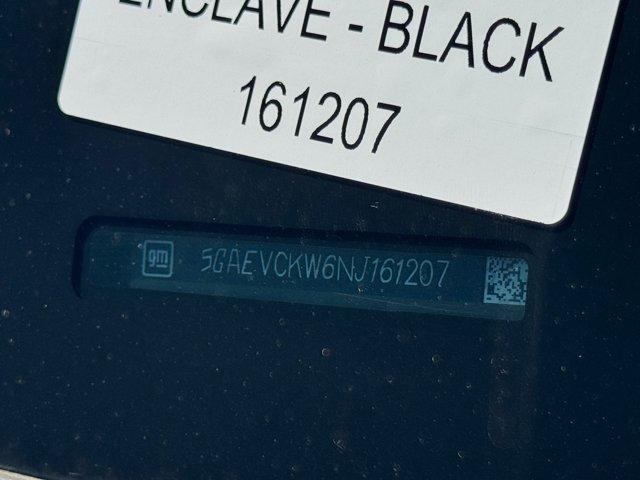 ENCLAVE - BLACK
161207
gm 5GAEVCKW6NJ161207